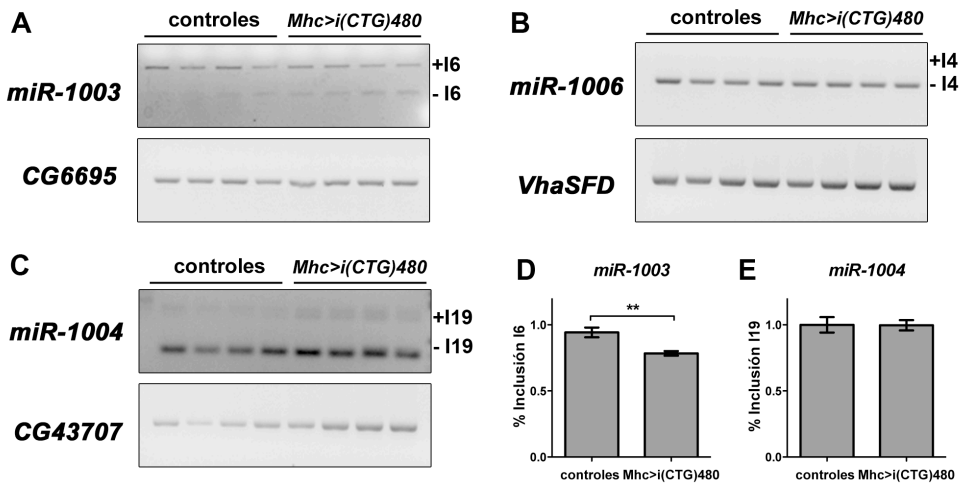 A
controles
Mhc>i(CTG)480
miR-1003
+I6
- I6
CG6695
B
controles
Mhc>i(CTG)480
miR-1006
+I4
- I4
VhaSFD
C
controles
Mhc>i(CTG)480
miR-1004
+I19
- I19
CG43707
D
miR-1003
% Inclusión I6
1.0
0.5
0.0
**
controles Mhc>i(CTG)480
E
miR-1004
% Inclusión I19
1.0
0.5
0.0
controles Mhc>i(CTG)480